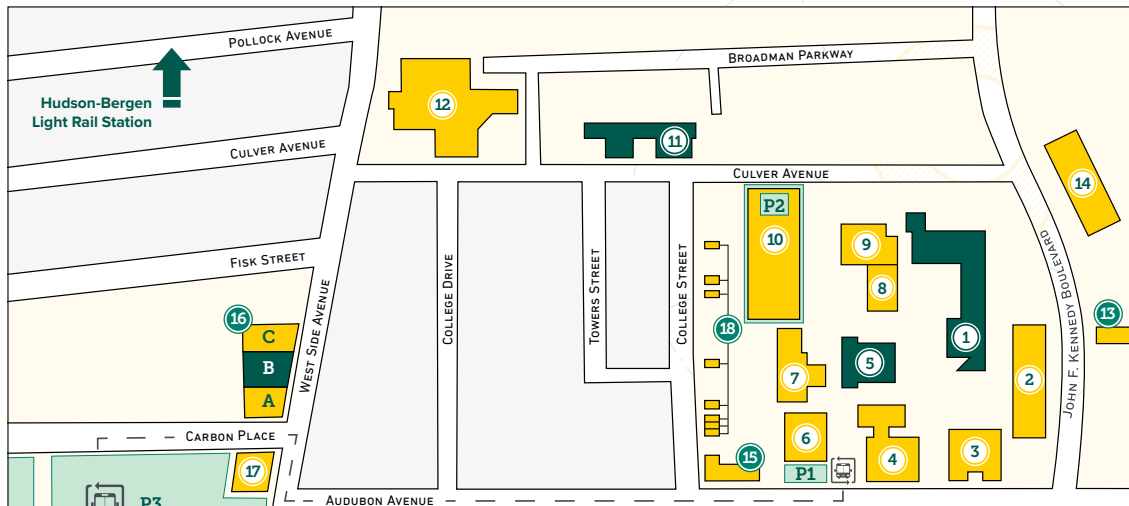 Pollock Avenue
Broadman Parkway
Hudson-Bergen
Light Rail Station
12
11
Culver Avenue
Culver Avenue
14
P2
10
9
8
Fisk Street
College Drive
Towers Street
College Street
John F. Kennedy Boulevard
West Side Avenue
16
C
B
A
18
13
1
5
7
2
6
4
3
15
P1
Carbon Place
17
P3
Audubon Avenue